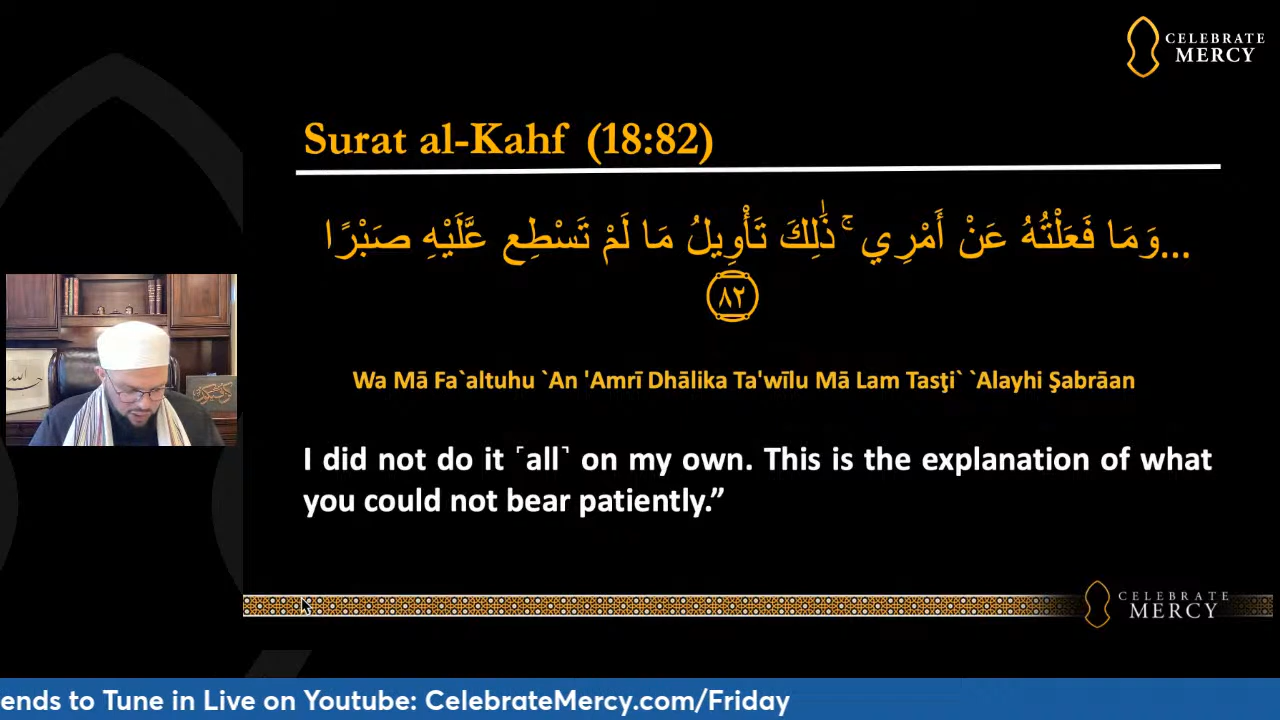 CELEBRATE
MERCY
Surat al-Kahf (18:82)
...وَمَا فَعَلْتُهُ عَنْ أَمْرِي ۚ ذَٰلِكَ تَأْوِيلُ مَا لَمْ تَسْطِع عَّلَيْهِ صَبْرًا
٨٢
Wa Mā Fa`altuhu `An 'Amrī Dhālika Ta'wīlu Mā Lam Tasţi` `Alayhi Şabrāan
I did not do it ˹all˺ on my own. This is the explanation of what
you could not bear patiently.”
CELEBRATE
MERCY
ends to Tune in Live on Youtube: CelebrateMercy.com/Friday